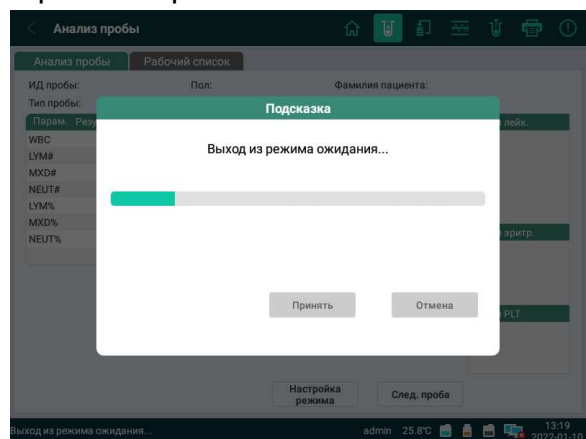 Анализ пробы
Анализ пробы Рабочий список
ИД пробы: Пол: Фамилия пациента:
Тип пробы:
Парам. Резу
лейк.
WBC
LYM#
MXD#
NEUT#
LYM%
MXD%
NEUT%
эритр.
PLT
Подсказка
Выход из режима ожидания...
Принять Отмена
Настройка
режима
След. проба
Выход из режима ожидания... admin 25.8℃ 13:19
2022-01-10